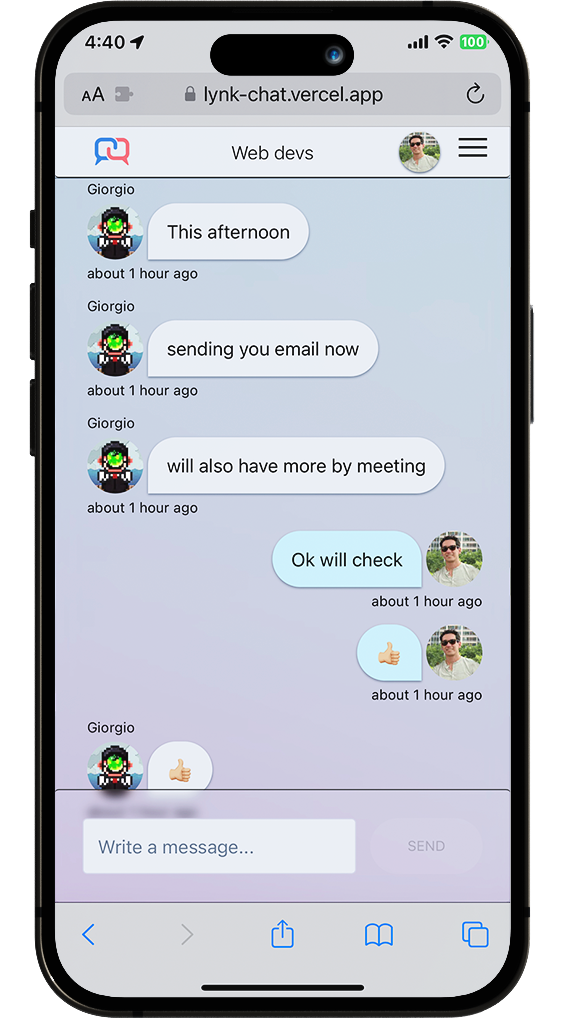 4:40
100
AA
lynk-chat.vercel.app
Web devs
Giorgio
This afternoon
about 1 hour ago
Giorgio
sending you email now
about 1 hour ago
Giorgio
will also have more by meeting
about 1 hour ago
Ok will check
about 1 hour ago
👍🏼
about 1 hour ago
Giorgio
👍🏼
Write a message...
SEND